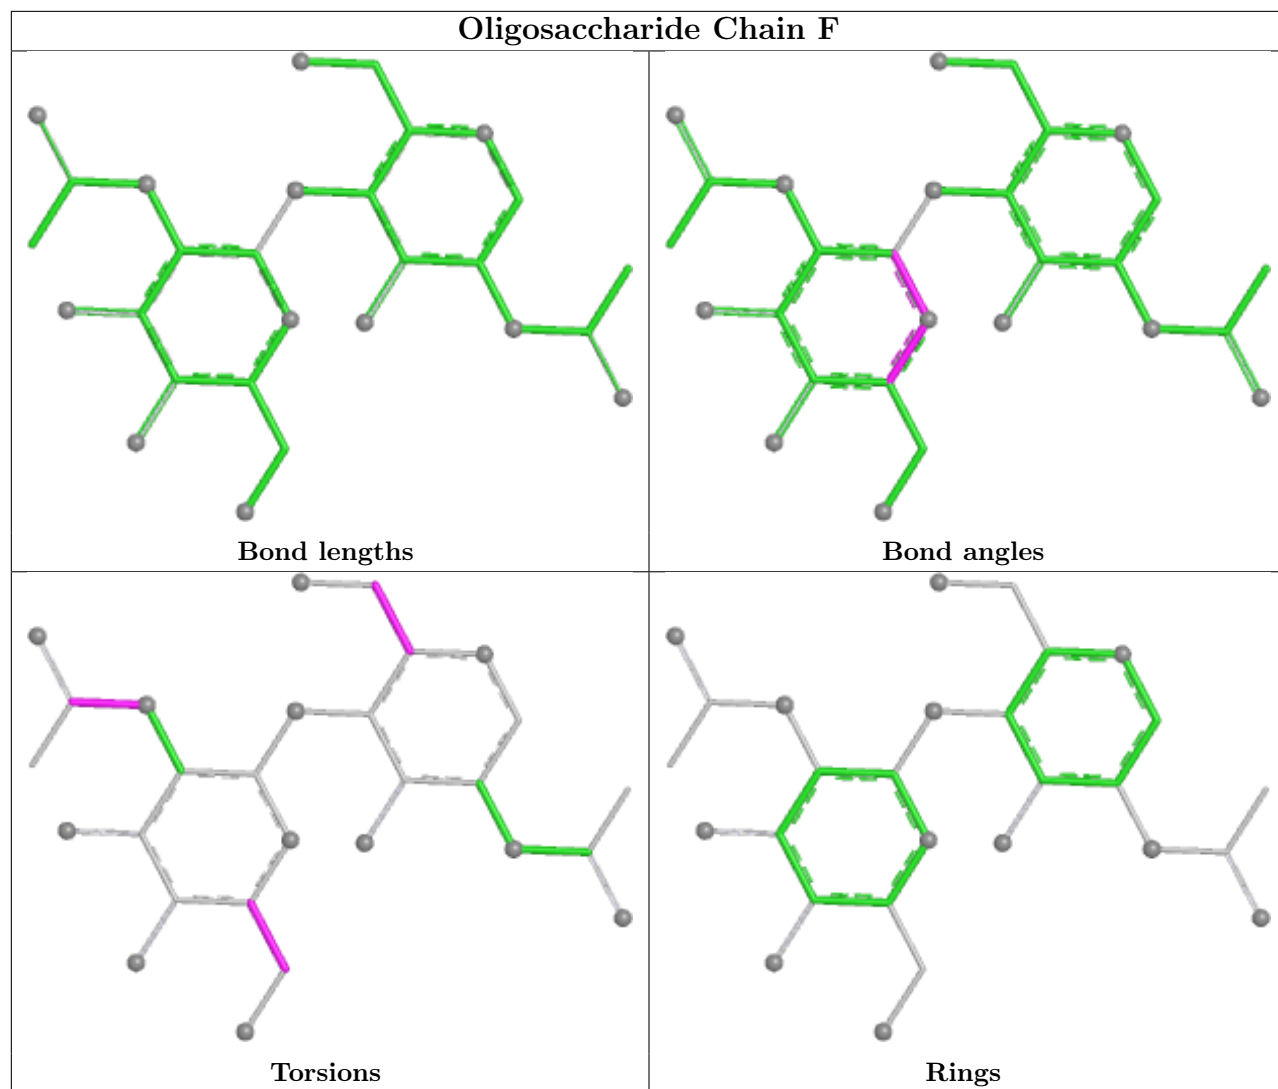 Oligosaccharide Chain F
Bond lengths
Bond angles
Torsions
Rings